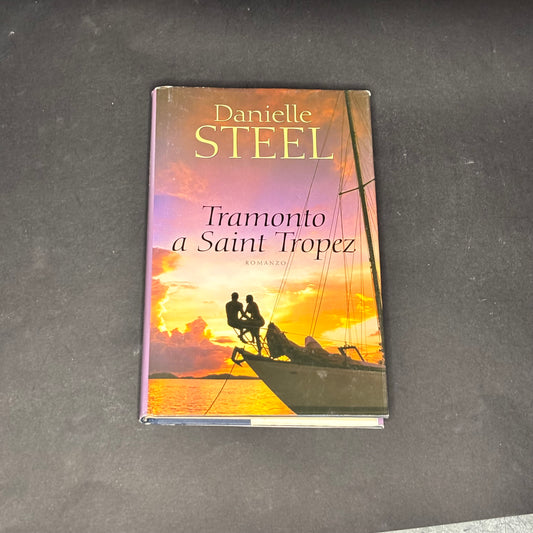 Danielle
STEEL
Tramonto
a Saint Tropez
ROMANZO